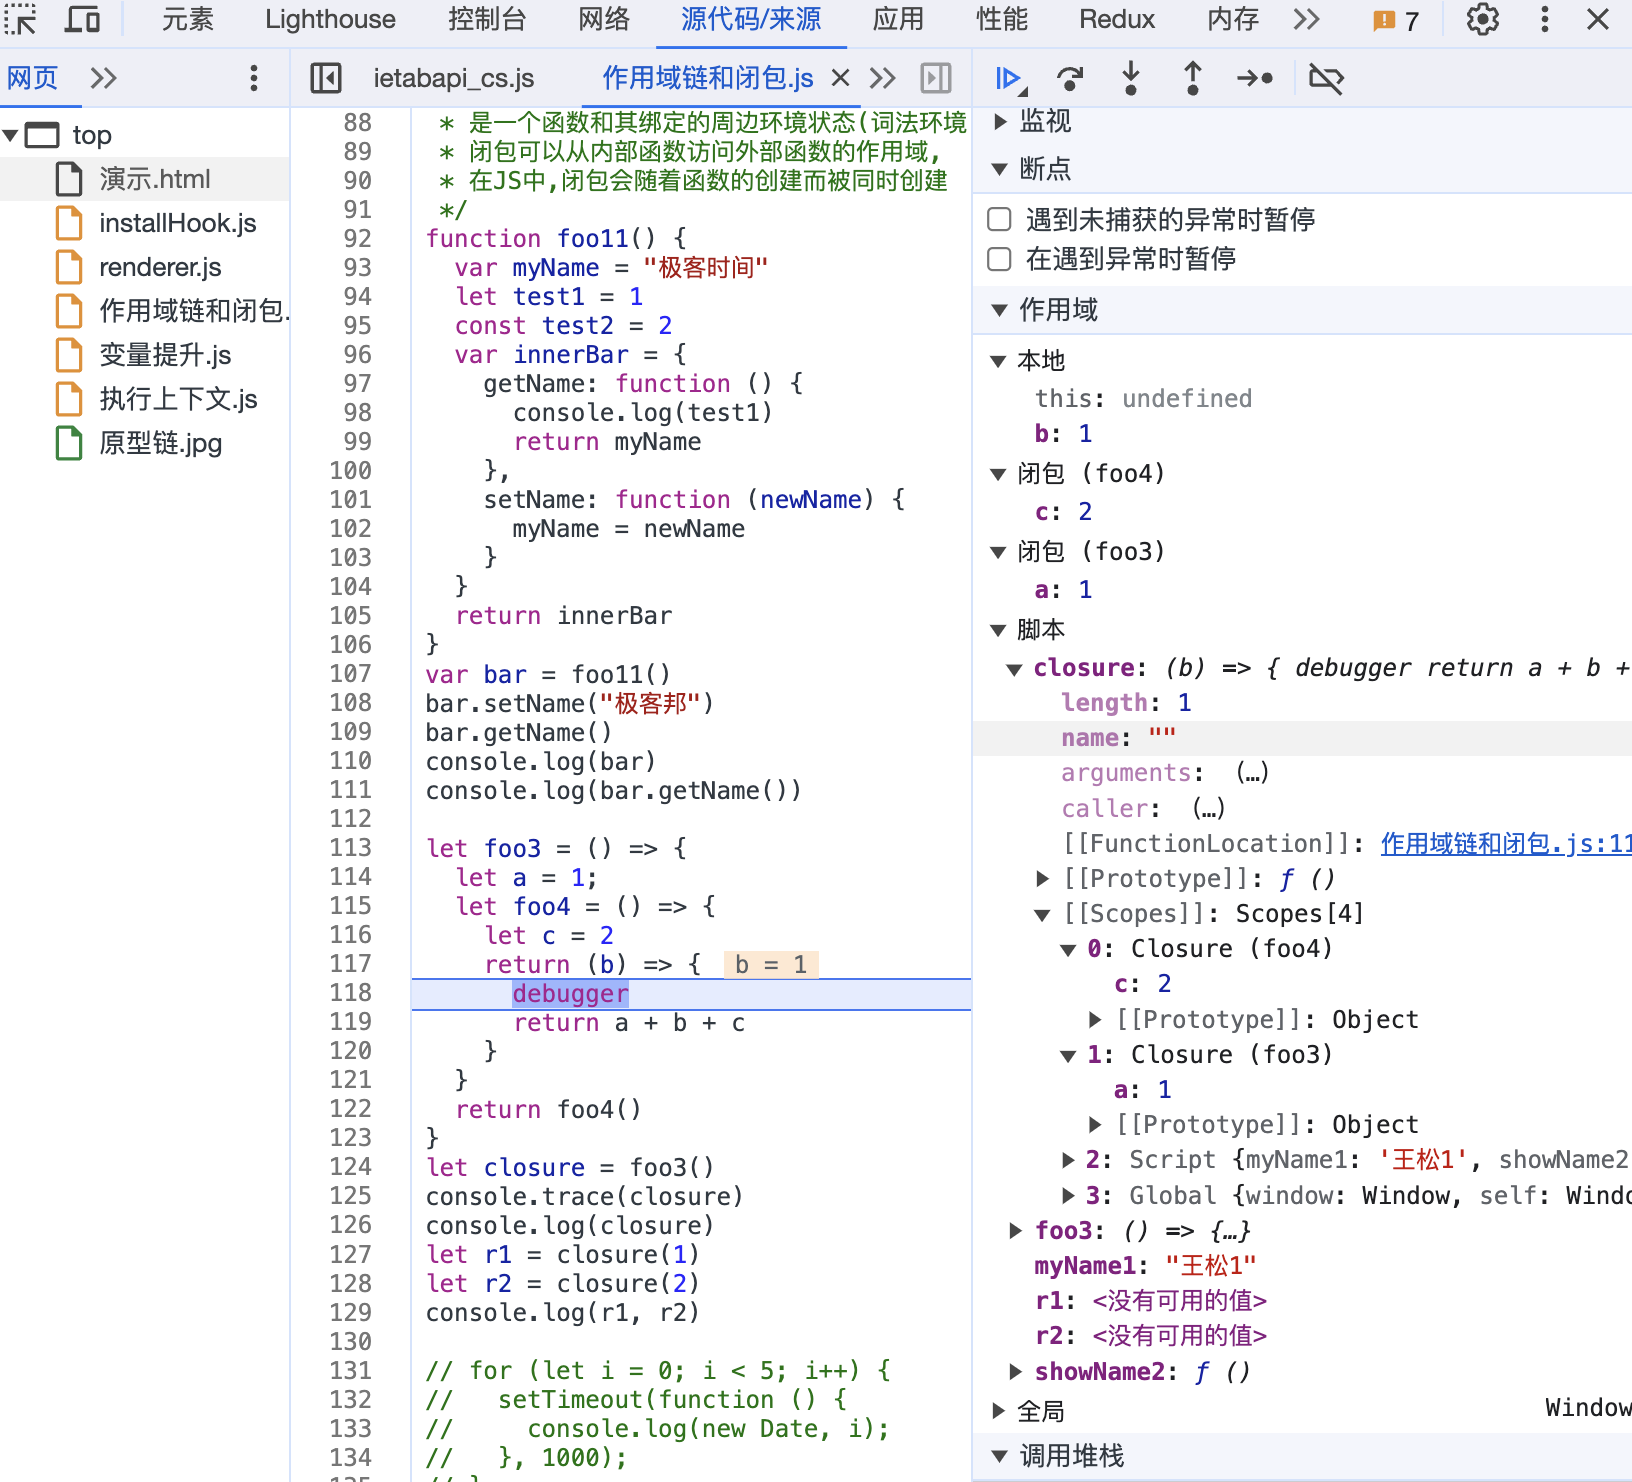 元素 Lighthouse 控制台 网络 源代码/来源 应用 性能 Redux 内存 7
网页
ietabapi_cs.js 作用域链和闭包.js
top
演示.html
installHook.js
renderer.js
作用域链和闭包.
变量提升.js
执行上下文.js
原型链.jpg
88 * 是一个函数和其绑定的周边环境状态(词法环境
89 * 闭包可以从内部函数访问外部函数的作用域,
90 * 在JS中,闭包会随着函数的创建而被同时创建
91 */
92 function foo11() {
93 var myName = "极客时间"
94 let test1 = 1
95 const test2 = 2
96 var innerBar = {
97 getName: function () {
98 console.log(test1)
99 return myName
100 },
101 setName: function (newName) {
102 myName = newName
103 }
104 }
105 return innerBar
106 }
107 var bar = foo11()
108 bar.setName("极客邦")
109 bar.getName()
110 console.log(bar)
111 console.log(bar.getName())
112
113 let foo3 = () => {
114 let a = 1;
115 let foo4 = () => {
116 let c = 2
117 return (b) => { b = 1
118 debugger
119 return a + b + c
120 }
121 }
122 return foo4()
123 }
124 let closure = foo3()
125 console.trace(closure)
126 console.log(closure)
127 let r1 = closure(1)
128 let r2 = closure(2)
129 console.log(r1, r2)
130
131 // for (let i = 0; i < 5; i++) {
132 // setTimeout(function () {
133 // console.log(new Date, i);
134 // }, 1000);
监视
断点
遇到未捕获的异常时暂停
在遇到异常时暂停
作用域
本地
this: undefined
b: 1
闭包 (foo4)
c: 2
闭包 (foo3)
a: 1
脚本
closure: (b) => { debugger return a + b +
length: 1
name: ""
arguments: (…)
caller: (…)
[[FunctionLocation]]: 作用域链和闭包.js:11
[[Prototype]]: ƒ ()
[[Scopes]]: Scopes[4]
0: Closure (foo4)
c: 2
[[Prototype]]: Object
1: Closure (foo3)
a: 1
[[Prototype]]: Object
2: Script {myName1: '王松1', showName2
3: Global {window: Window, self: Windo
foo3: () => {…}
myName1: "王松1"
r1: <没有可用的值>
r2: <没有可用的值>
showName2: ƒ ()
全局 Window
调用堆栈